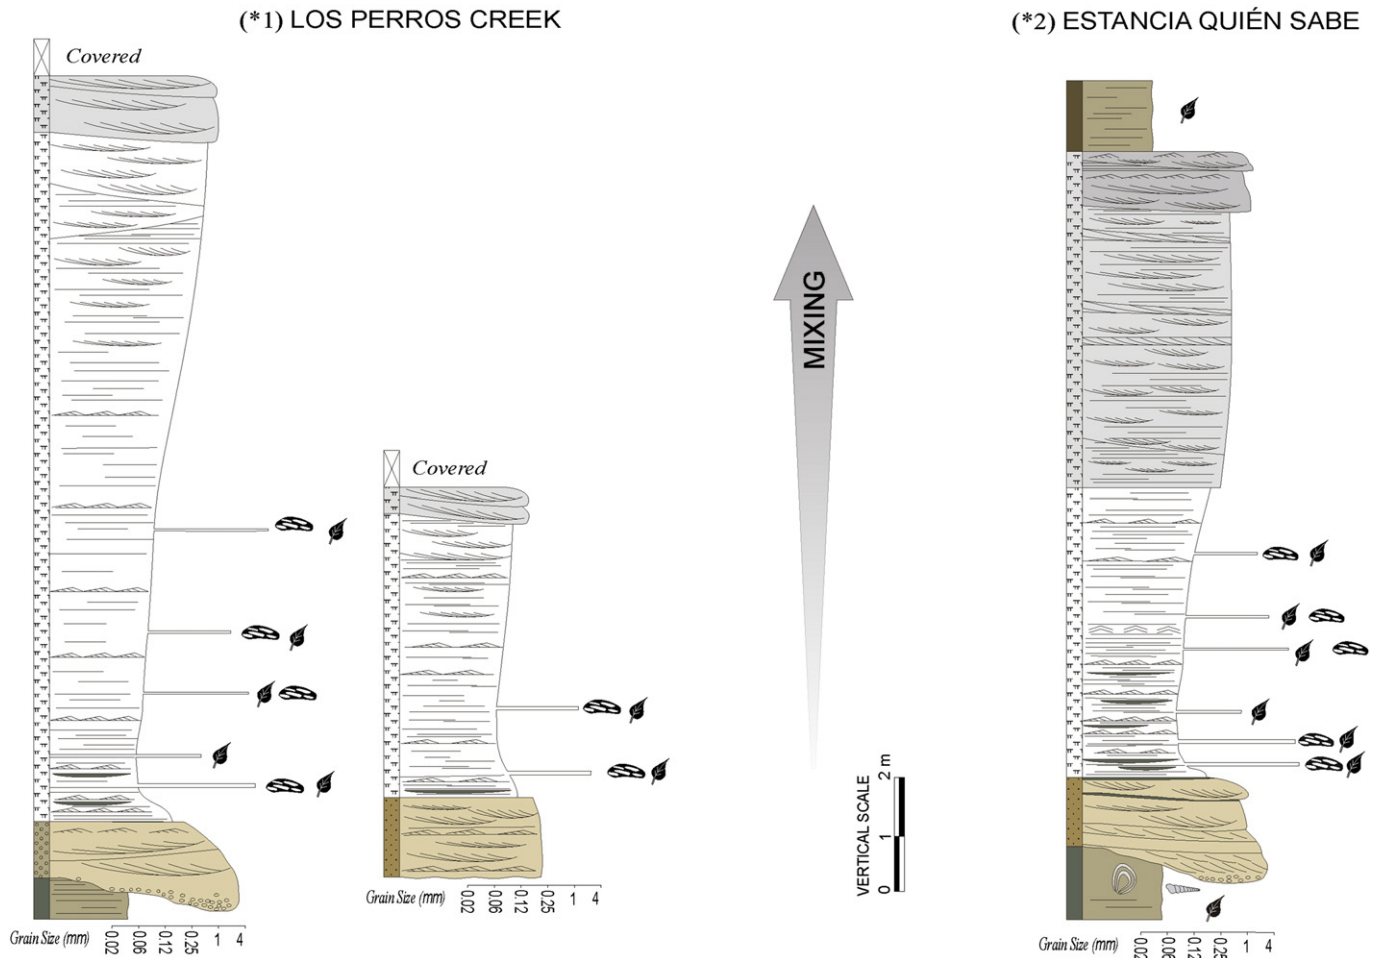 (*1) LOS PERROS CREEK
(*2) ESTANCIA QUIÉN SABE
Covered
Covered
MIXING
VERTICAL SCALE
0 1 2 m
Grain Size (mm)
0.02 0.06 0.12 0.25 1 4
Grain Size (mm)
0.02 0.06 0.12 0.25 1 4
Grain Size (mm)
0.02 0.06 0.12 0.25 1 4